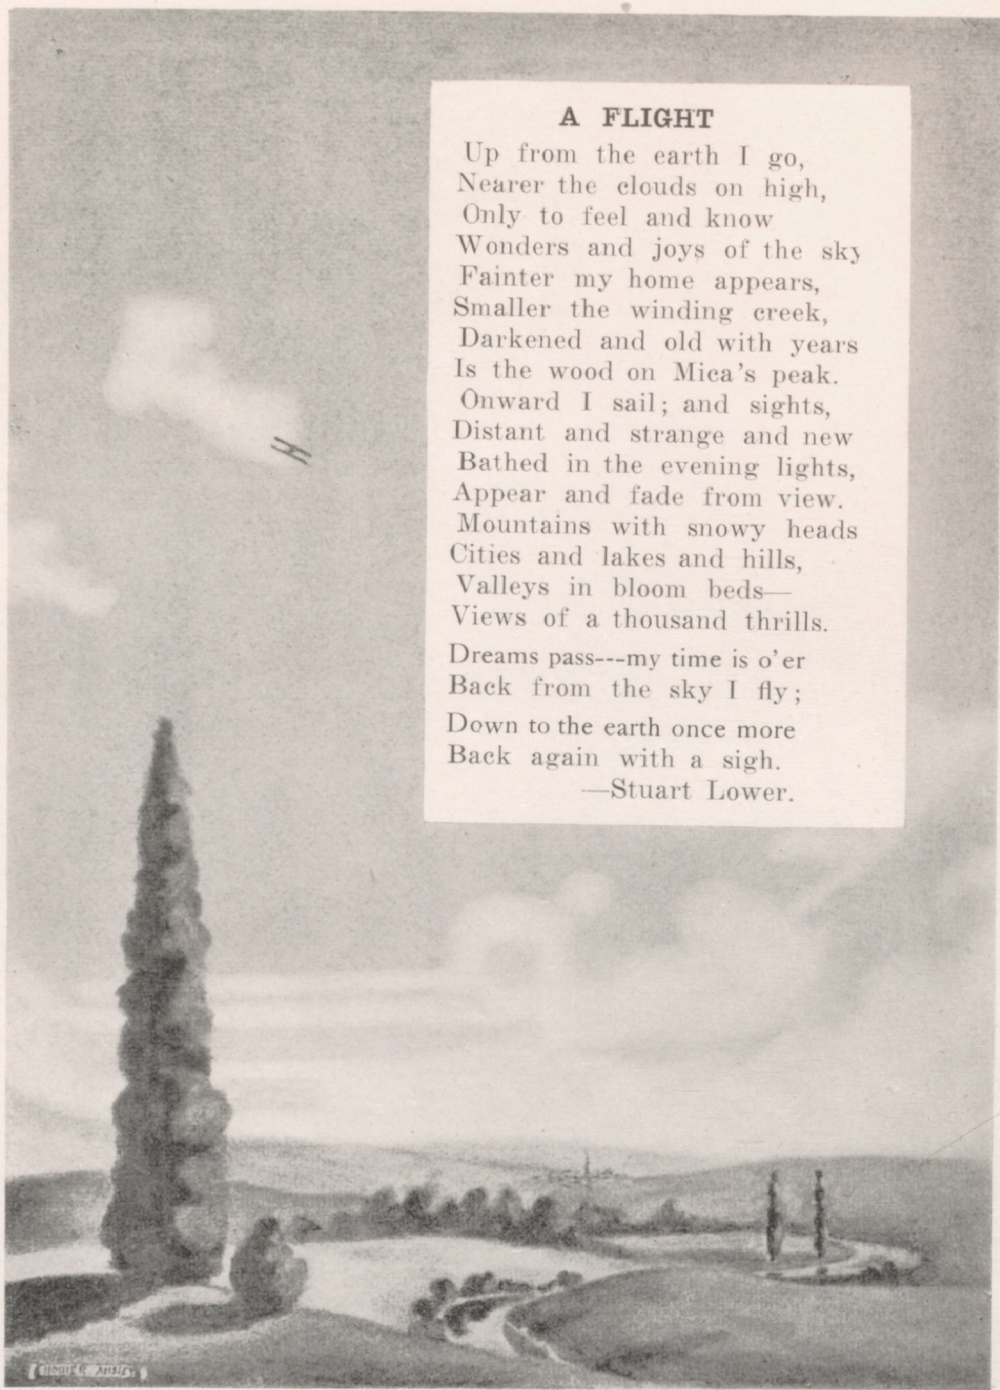 A FLIGHT
Up from the earth I go,
Nearer the clouds on high,
Only to feel and know
Wonders and joys of the sky
Fainter my home appears,
Smaller the winding creek,
Darkened and old with years
Is the wood on Mica's peak.
Onward I sail; and sights,
Distant and strange and new
Bathed in the evening lights,
Appear and fade from view.
Mountains with snowy heads
Cities and lakes and hills,
Valleys in bloom beds—
Views of a thousand thrills.
Dreams pass---my time is o'er
Back from the sky I fly;
Down to the earth once more
Back again with a sigh.
—Stuart Lower.